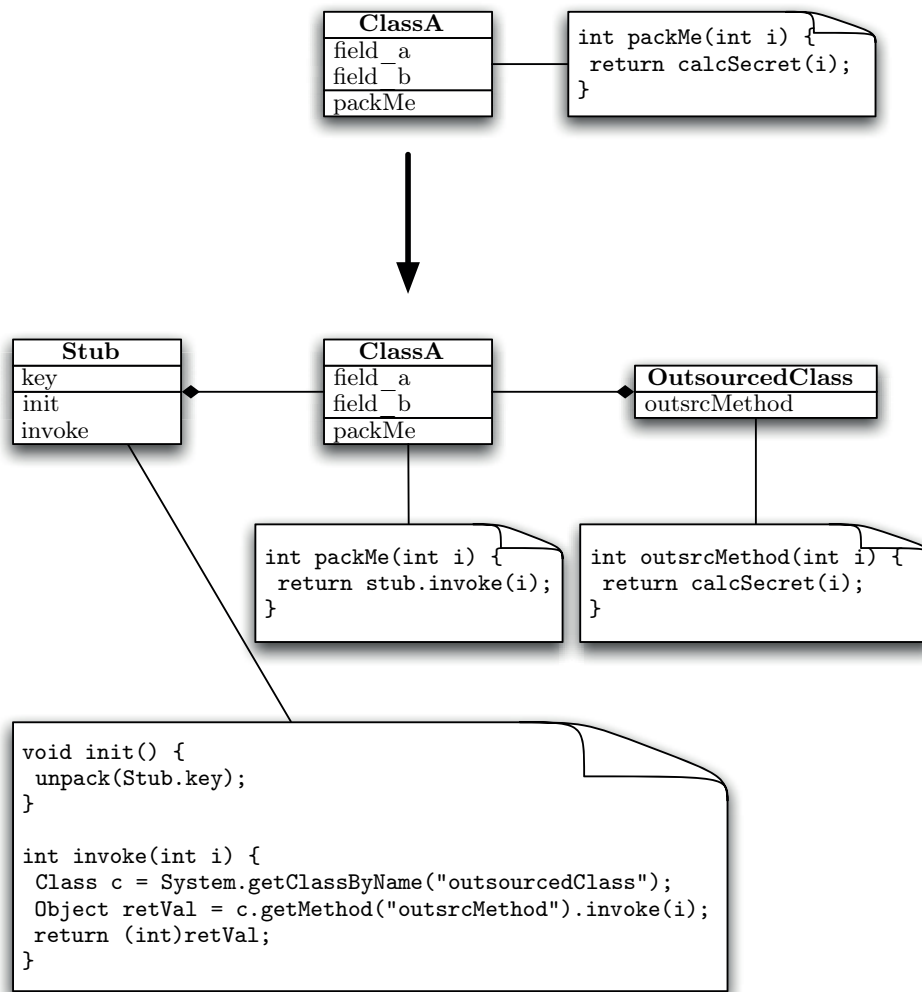 ClassA
field_a
field_b
packMe
int packMe(int i) {
return calcSecret(i);
}
Stub
key
init
invoke
ClassA
field_a
field_b
packMe
OutsourcedClass
outsrcMethod
int packMe(int i) {
return stub.invoke(i);
}
int outsrcMethod(int i) {
return calcSecret(i);
}
void init() {
unpack(Stub.key);
}
int invoke(int i) {
Class c = System.getClassByName("outsourcedClass");
Object retVal = c.getMethod("outsrcMethod").invoke(i);
return (int)retVal;
}